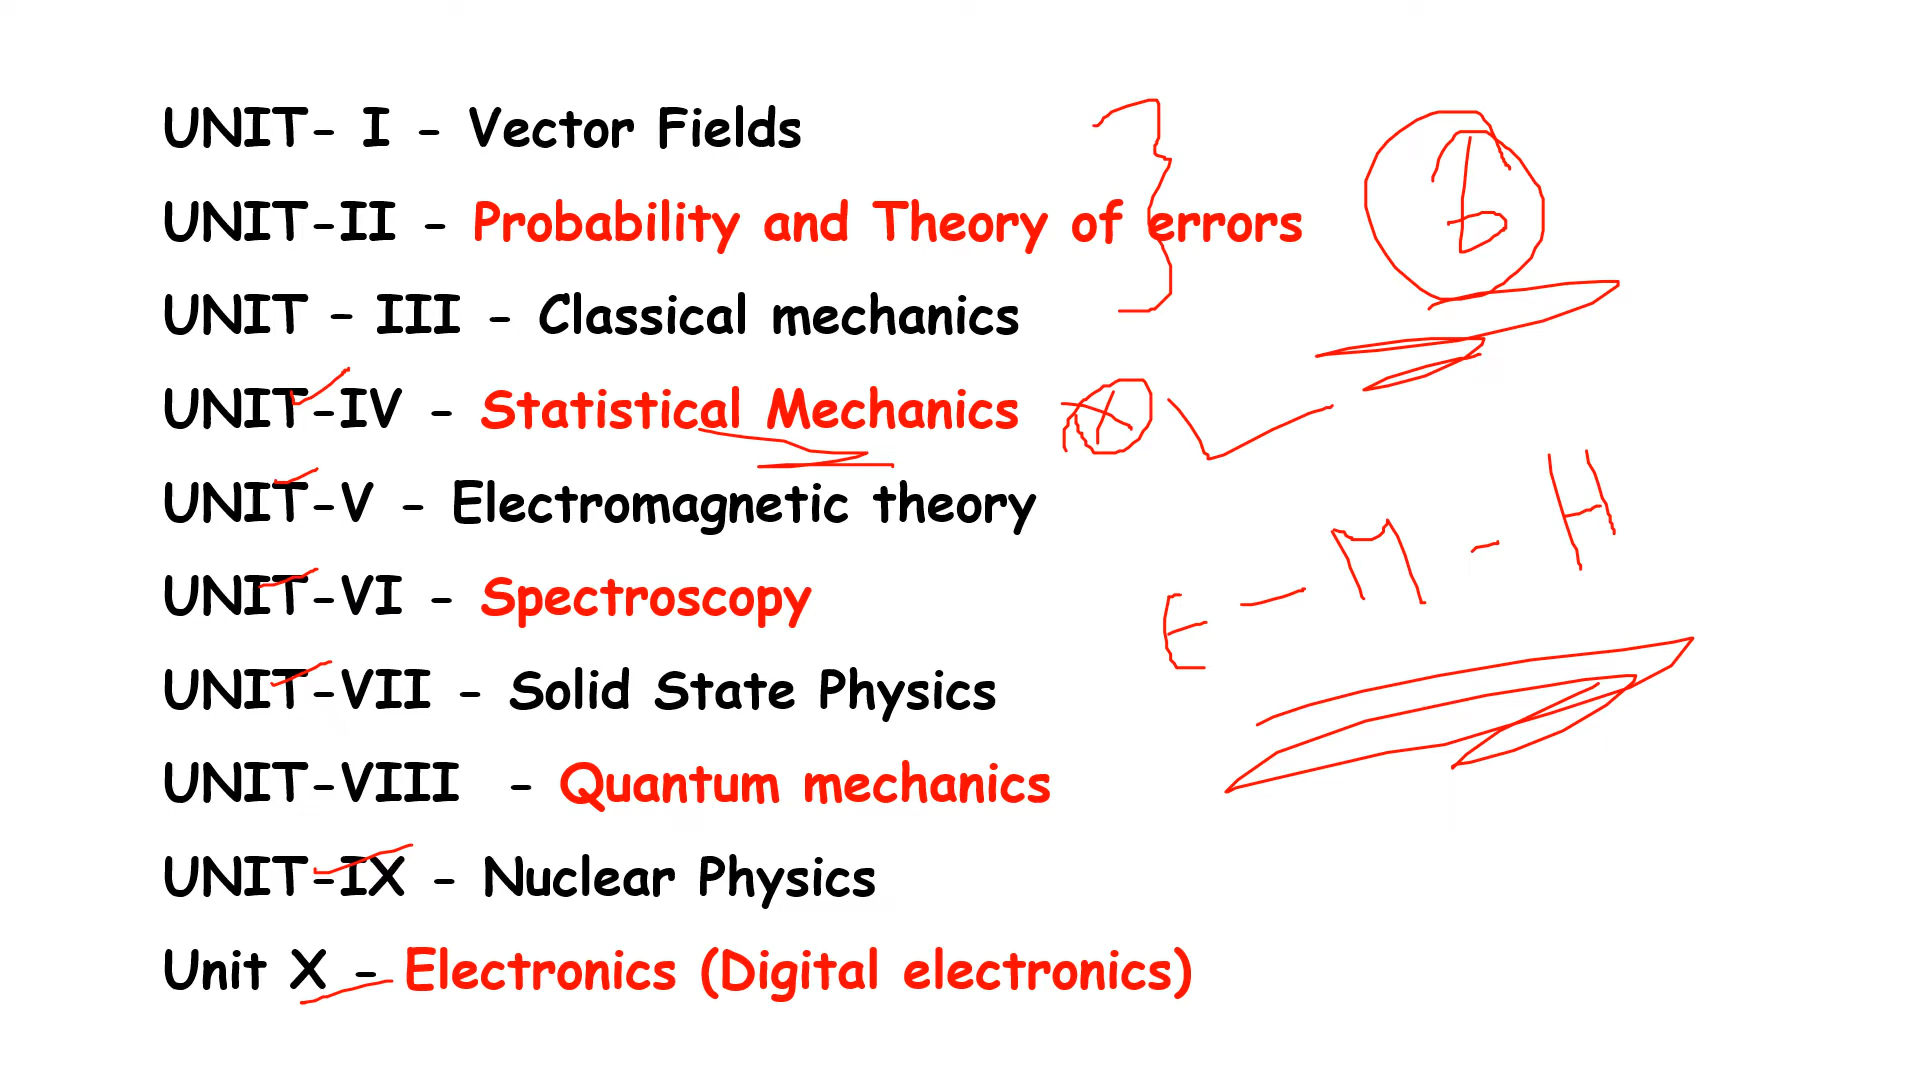 UNIT- I - Vector Fields
UNIT-II - Probability and Theory of errors
UNIT - III - Classical mechanics
UNIT-IV - Statistical Mechanics
UNIT-V - Electromagnetic theory
UNIT-VI - Spectroscopy
UNIT-VII - Solid State Physics
UNIT-VIII - Quantum mechanics
UNIT-IX - Nuclear Physics
Unit X - Electronics (Digital electronics)
E - M - H